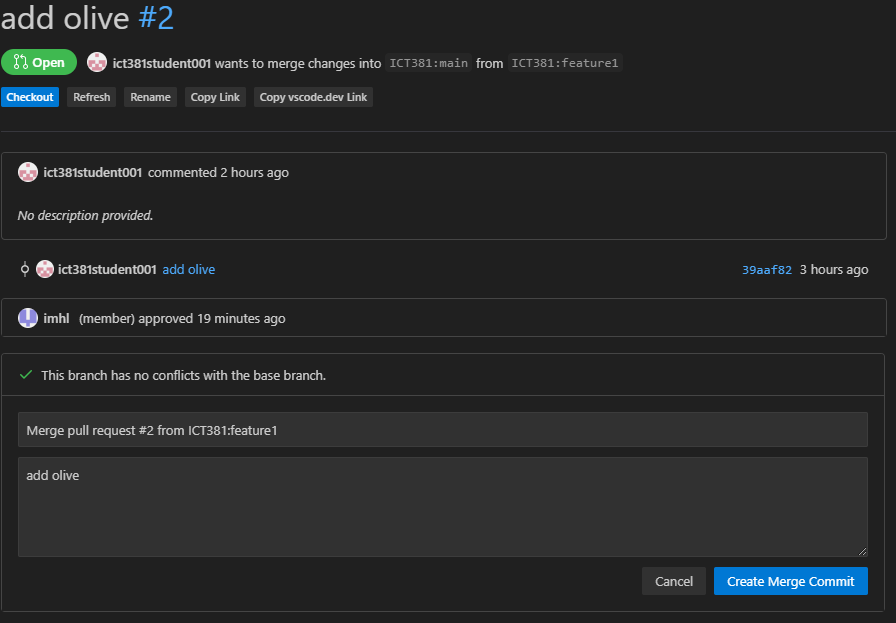 add olive #2
Open ict381student001 wants to merge changes into ICT381:main from ICT381:feature1
Checkout Refresh Rename Copy Link Copy vscode.dev Link
ict381student001 commented 2 hours ago
No description provided.
ict381student001 add olive 39aaf82 3 hours ago
imhl (member) approved 19 minutes ago
This branch has no conflicts with the base branch.
Merge pull request #2 from ICT381:feature1
add olive
Cancel Create Merge Commit